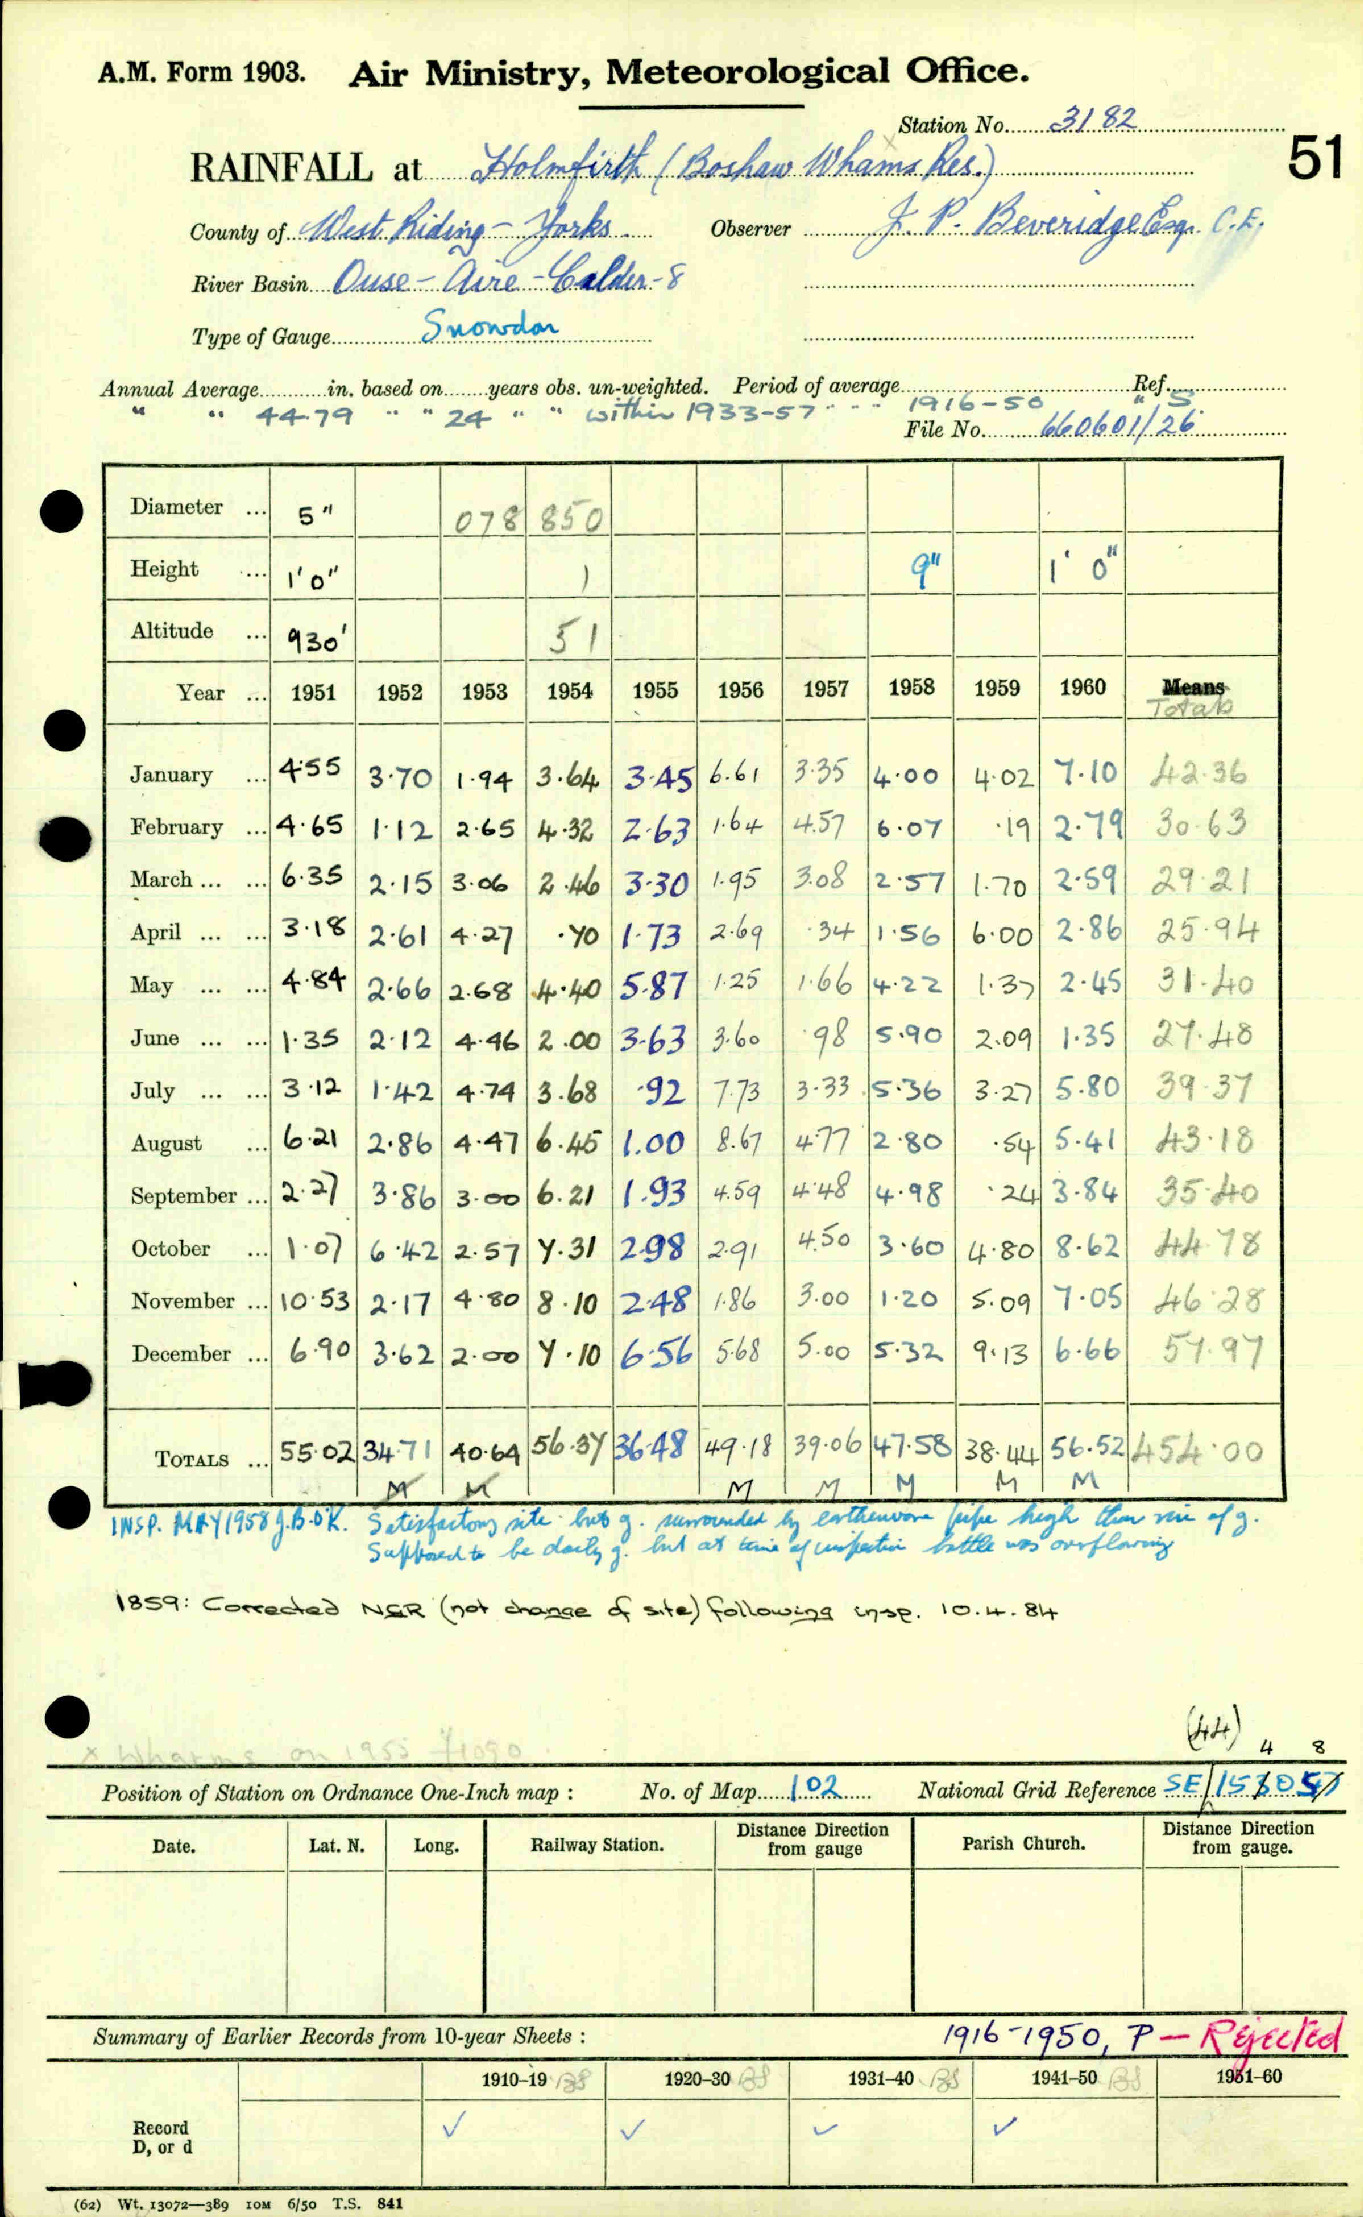 A.M. Form 1903. Air Ministry, Meteorological Office.
Station No. 3182
51
RAINFALL at Holmfirth (Boshaw Whams Res.)
x
County of West Riding - Yorks. Observer J. P. Beveridge Esq. C.E.
River Basin Ouse - Aire - Calder - 8
Type of Gauge Snowdon
Annual Average in. based on years obs. un-weighted. Period of average Ref. S
" " 44.79 " " 24 " " within 1933-57 " " " 1916-50 "
File No. 660601/26
Diameter ... 5" 078 850
Height ... 1'0" 1 9" 1' 0"
Altitude ... 930' 51
Year ... 1951 1952 1953 1954 1955 1956 1957 1958 1959 1960 Means
Totals
January ... 4.55 3.70 1.94 3.64 3.45 6.61 3.35 4.00 4.02 7.10 42.36
February ... 4.65 1.12 2.65 4.32 2.63 1.64 4.57 6.07 .19 2.79 30.63
March ... ... 6.35 2.15 3.06 2.46 3.30 1.95 3.08 2.57 1.70 2.59 29.21
April ... ... 3.18 2.61 4.27 .70 1.73 2.69 .34 1.56 6.00 2.86 25.94
May ... ... 4.84 2.66 2.68 4.40 5.87 1.25 1.66 4.22 1.37 2.45 31.40
June ... ... 1.35 2.12 4.46 2.00 3.63 3.60 .98 5.90 2.09 1.35 27.48
July ... ... 3.12 1.42 4.74 3.68 .92 7.73 3.33 5.36 3.27 5.80 39.37
August ... 6.21 2.86 4.47 6.45 1.00 8.67 4.77 2.80 .54 5.41 43.18
September ... 2.27 3.86 3.00 6.21 1.93 4.59 4.48 4.98 .24 3.84 35.40
October ... 1.07 6.42 2.57 7.31 2.98 2.91 4.50 3.60 4.80 8.62 44.78
November ... 10.53 2.17 4.80 8.10 2.48 1.86 3.00 1.20 5.09 7.05 46.28
December ... 6.90 3.62 2.00 7.10 6.56 5.68 5.00 5.32 9.13 6.66 57.97
TOTALS ... 55.02 34.71 40.64 56.37 36.48 49.18 39.06 47.58 38.44 56.52 454.00
M M M M M M M
INSP. MAY 1958 J.B.O'K. Satisfactory site but g. surrounded by earthenware pipe high than rim of g.
Supposed to be daily g. but at time of inspection bottle was overflowing
1859: Corrected NGR (not change of site) following insp. 10.4.84
(44)
x Whams on 1955 f1090
4 8
Position of Station on Ordnance One-Inch map : No. of Map 102 National Grid Reference SE/153057
Date. Lat. N. Long. Railway Station. Distance Direction from gauge Parish Church. Distance Direction from gauge.
Summary of Earlier Records from 10-year Sheets : 1916-1950, P - Rejected
1910-19 BS 1920-30 BS 1931-40 BS 1941-50 BS 1951-60
Record
D, or d ✓ ✓ ✓ ✓
(62) Wt. 13072—389 10M 6/50 T.S. 841